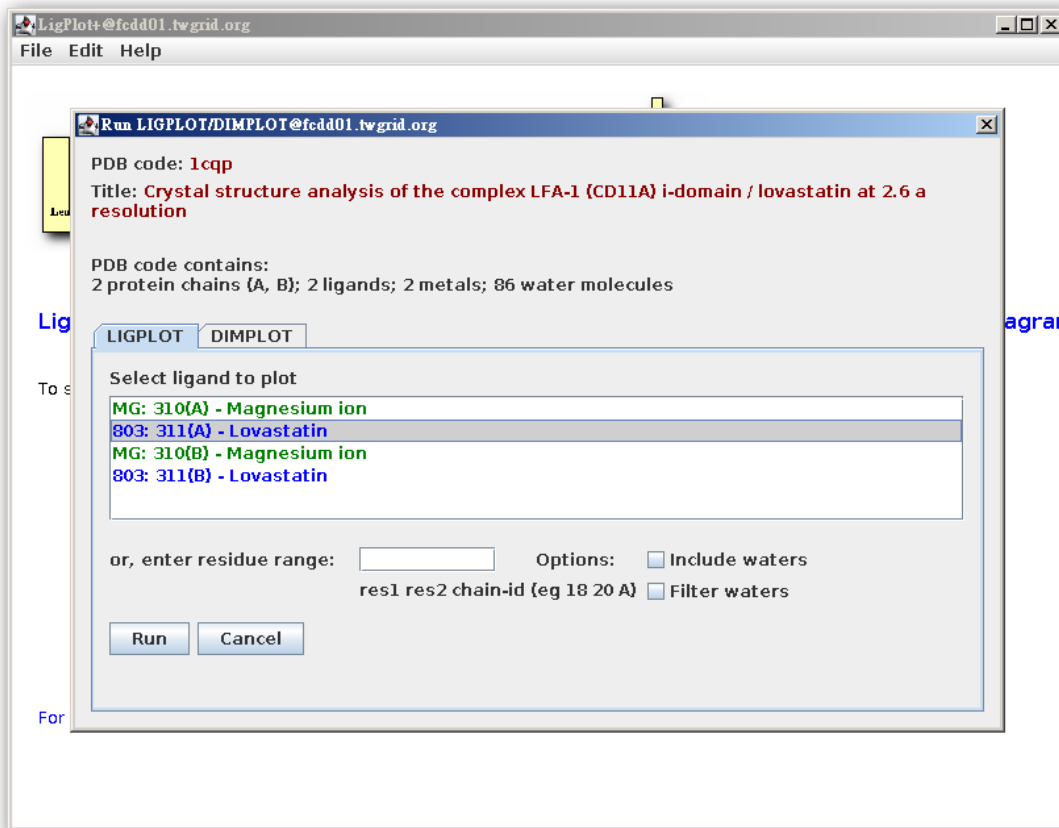 LigPlot+@fcdd01.twgrid.org
File Edit Help
Run LIGPLOT/DIMPLOT@fcdd01.twgrid.org
PDB code: 1cqp
Title: Crystal structure analysis of the complex LFA-1 (CD11A) i-domain / lovastatin at 2.6 a
resolution
Leu
PDB code contains:
2 protein chains (A, B); 2 ligands; 2 metals; 86 water molecules
Lig
agra
LIGPLOT DIMPLOT
Select ligand to plot
To s
MG: 310(A) - Magnesium ion
803: 311(A) - Lovastatin
MG: 310(B) - Magnesium ion
803: 311(B) - Lovastatin
or, enter residue range: Options: Include waters
res1 res2 chain-id (eg 18 20 A) Filter waters
Run Cancel
For